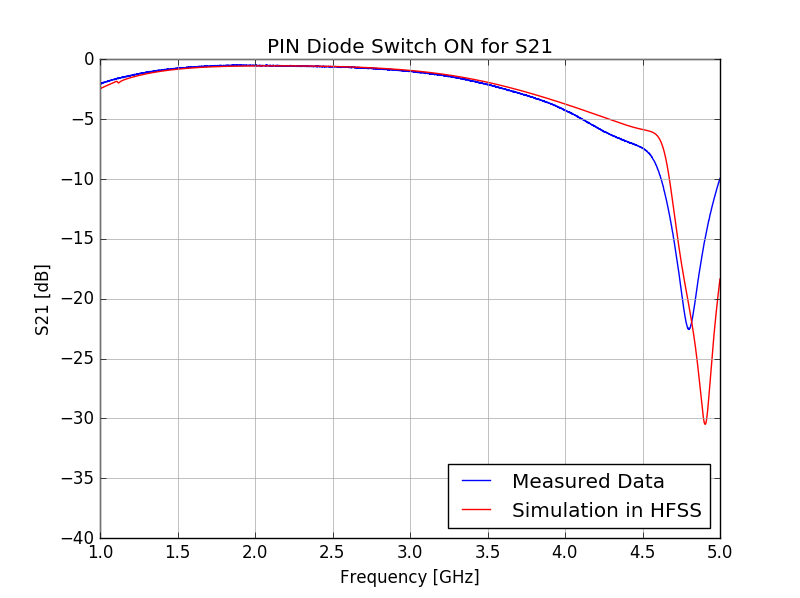 PIN Diode Switch ON for S21
0
−5
−10
−15
−20
−25
−30
−35
−40
S21 [dB]
Measured Data
Simulation in HFSS
1.0 1.5 2.0 2.5 3.0 3.5 4.0 4.5 5.0
Frequency [GHz]